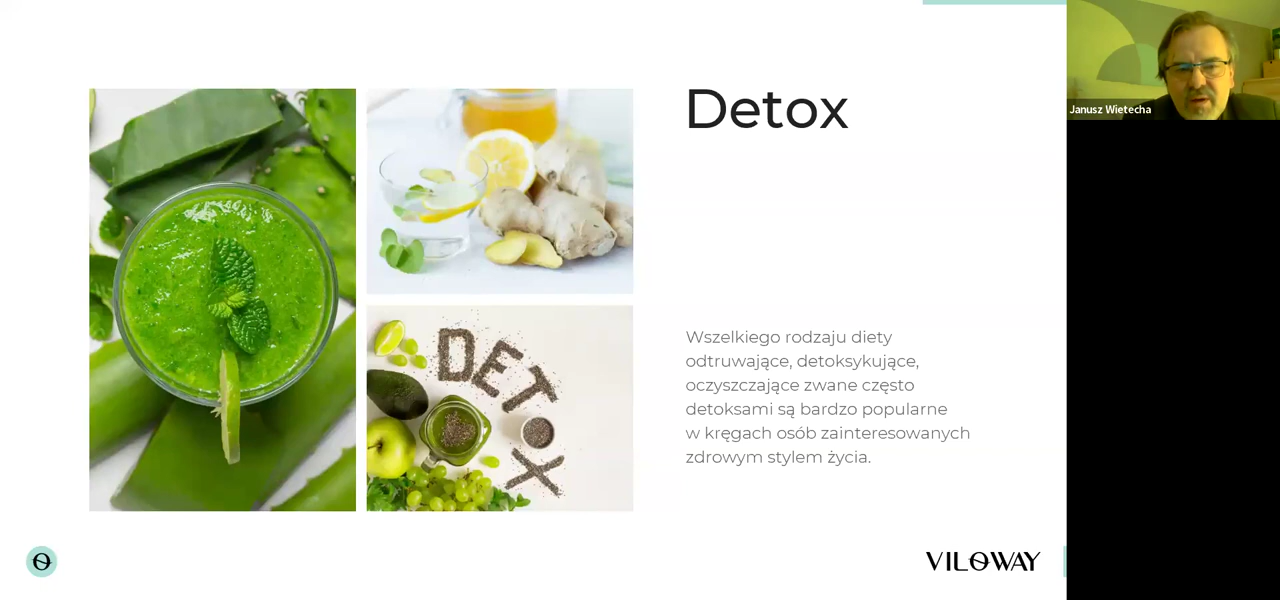 Detox
Janusz Wietecha
DETOX
Wszelkiego rodzaju diety
odtruwające, detoksykujące,
oczyszczające zwane często
detoksami są bardzo popularne
w kręgach osób zainteresowanych
zdrowym stylem życia.
VILOWAY